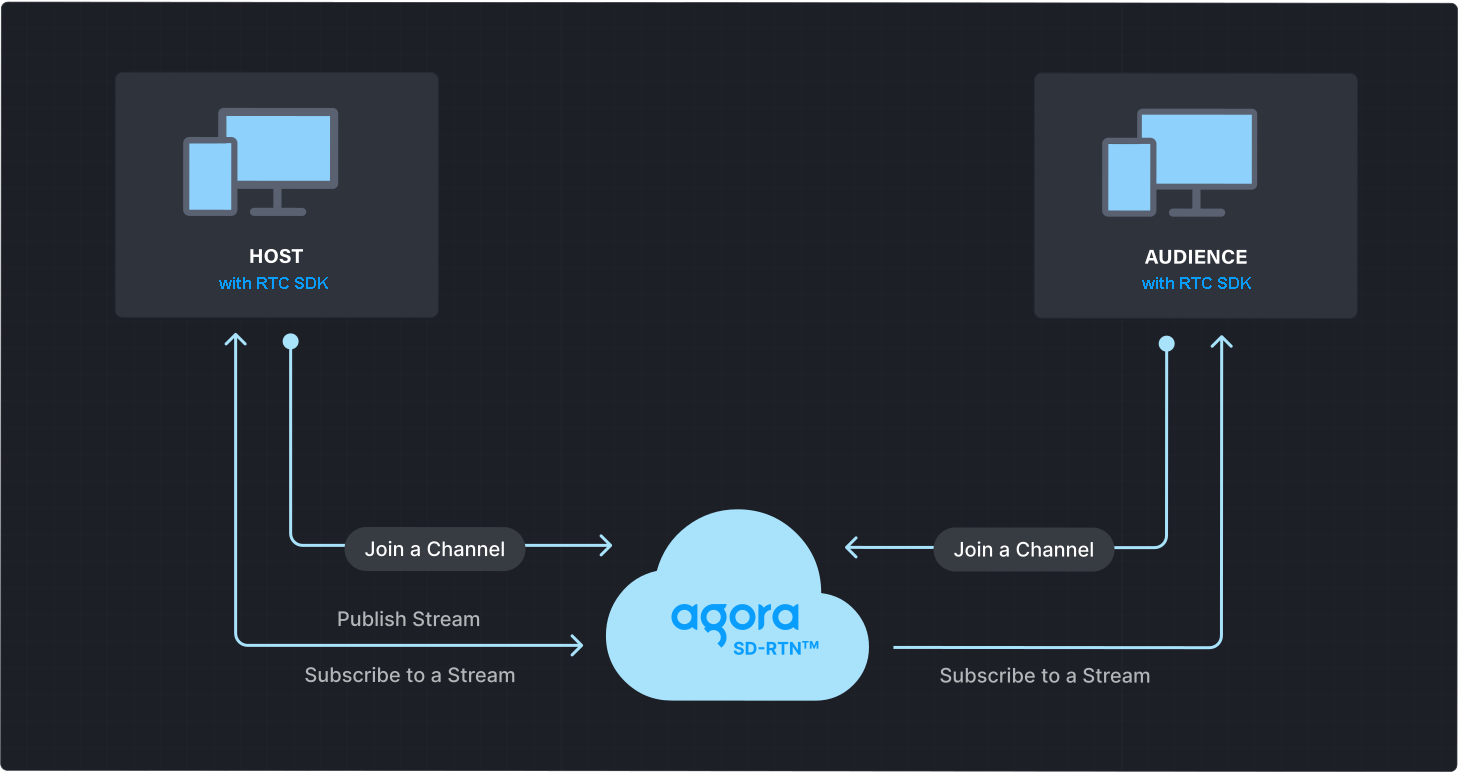 HOST
with RTC SDK
AUDIENCE
with RTC SDK
Join a Channel
Join a Channel
Publish Stream
Subscribe to a Stream
agora
SD-RTN™
Subscribe to a Stream